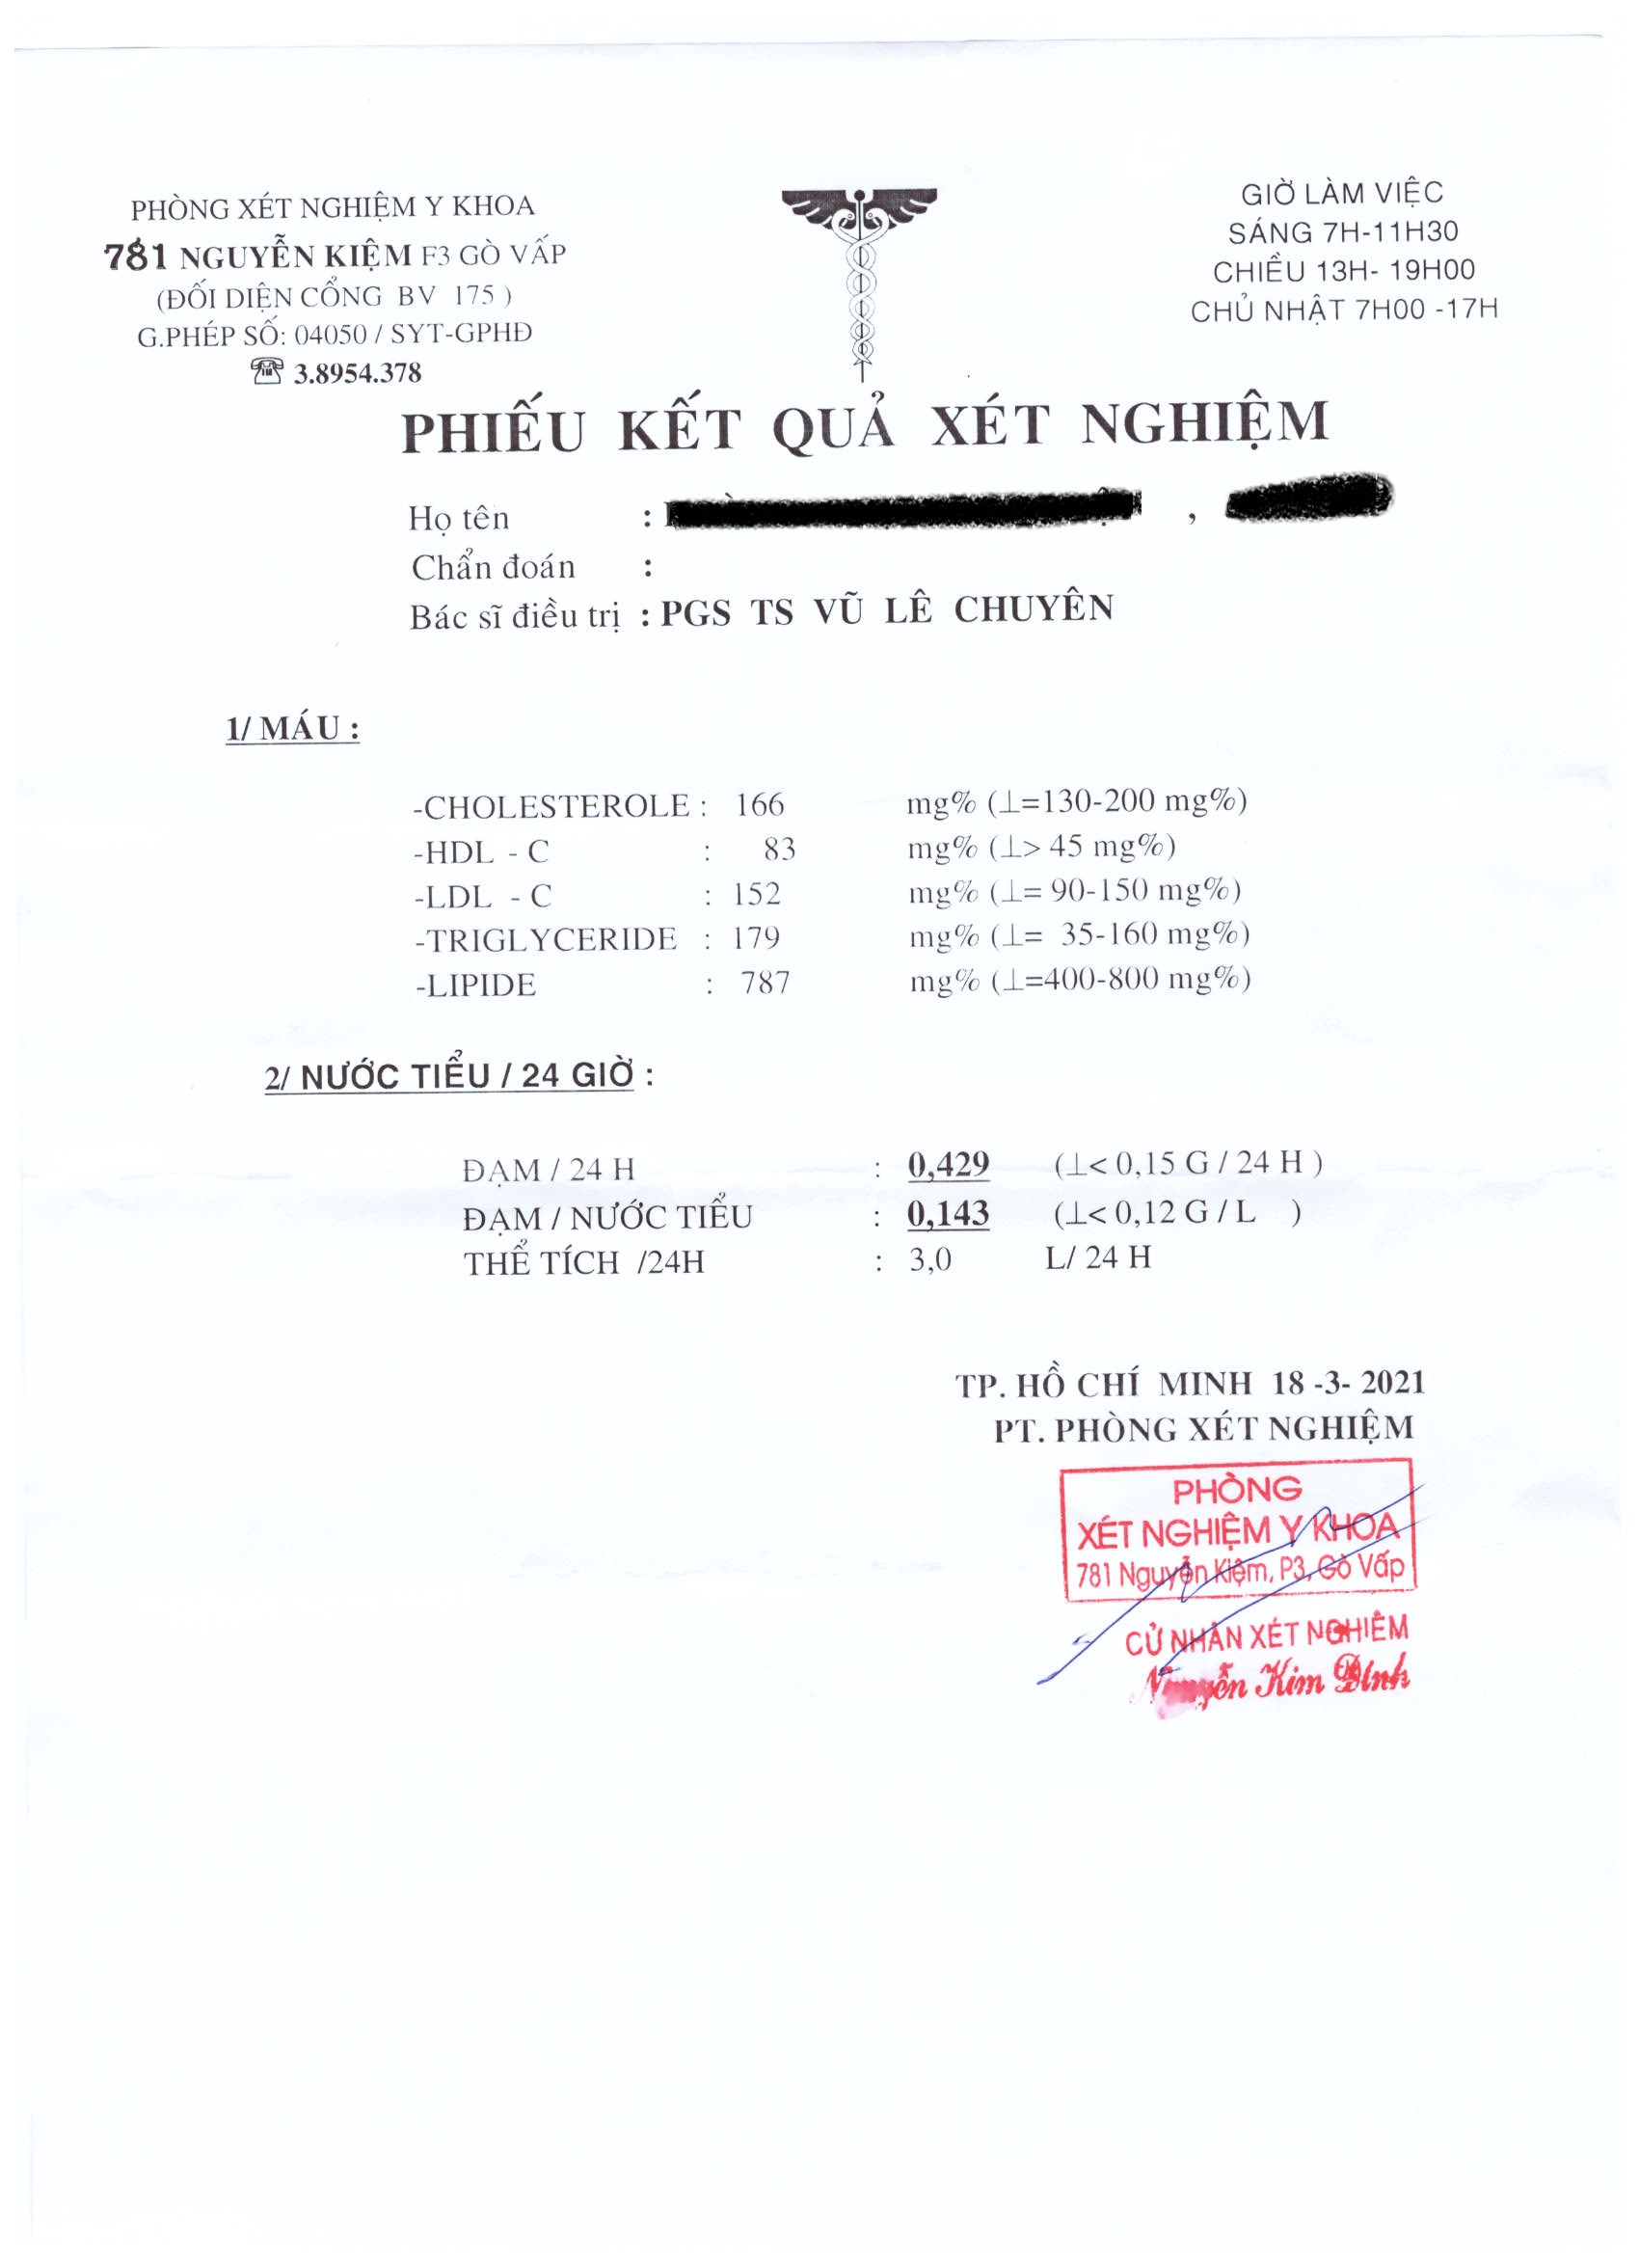 PHÒNG XÉT NGHIỆM Y KHOA
781 NGUYỄN KIỆM F3 GÒ VẤP
(ĐỐI DIỆN CỔNG BV 175 )
G.PHÉP SỐ: 04050 / SYT-GPHĐ
☏ 3.8954.378
GIỜ LÀM VIỆC
SÁNG 7H-11H30
CHIỀU 13H- 19H00
CHỦ NHẬT 7H00 -17H
PHIẾU KẾT QUẢ XÉT NGHIỆM
Họ tên : ,
Chẩn đoán :
Bác sĩ điều trị : PGS TS VŨ LÊ CHUYÊN
1/ MÁU :
-CHOLESTEROLE : 166 mg% (⊥=130-200 mg%)
-HDL - C : 83 mg% (⊥> 45 mg%)
-LDL - C : 152 mg% (⊥= 90-150 mg%)
-TRIGLYCERIDE : 179 mg% (⊥= 35-160 mg%)
-LIPIDE : 787 mg% (⊥=400-800 mg%)
2/ NƯỚC TIỂU / 24 GIỜ :
ĐẠM / 24 H : 0,429 (⊥< 0,15 G / 24 H )
ĐẠM / NƯỚC TIỂU : 0,143 (⊥< 0,12 G / L )
THỂ TÍCH /24H : 3,0 L/ 24 H
TP. HỒ CHÍ MINH 18 -3- 2021
PT. PHÒNG XÉT NGHIỆM
PHÒNG
XÉT NGHIỆM Y KHOA
781 Nguyễn Kiệm, P3, Gò Vấp
CỬ NHÂN XÉT NGHIỆM
Nguyễn Kim Đính